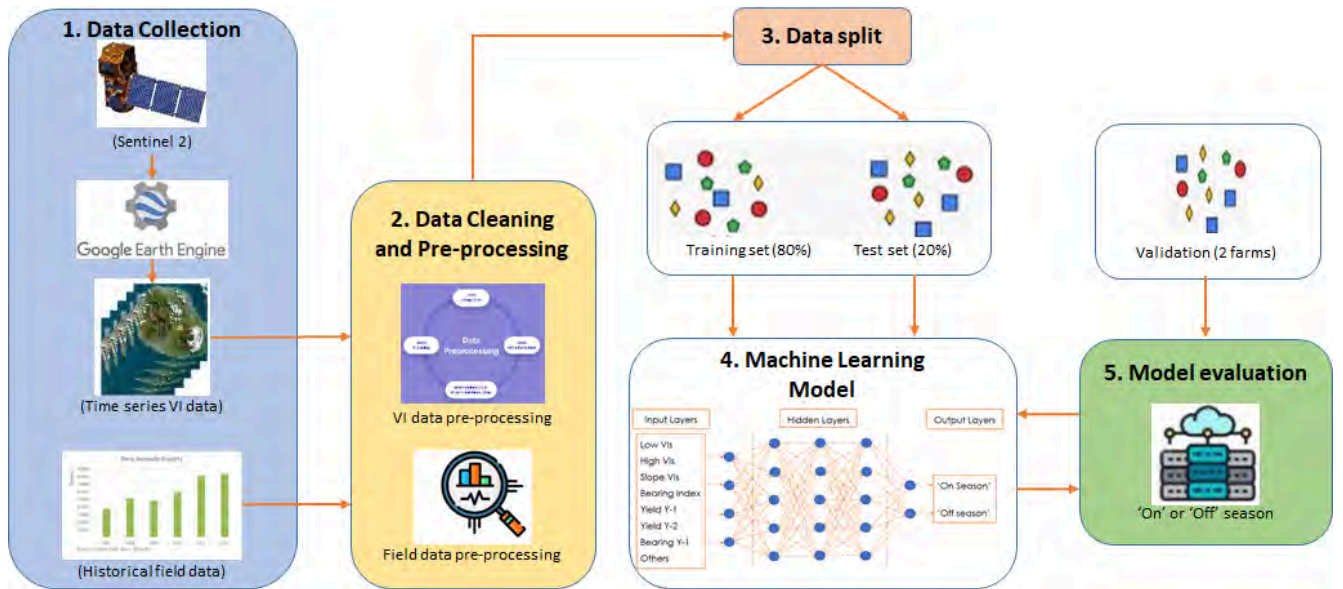 1. Data Collection
(Sentinel 2)
Google Earth Engine
(Time series VI data)
(Historical field data)
2. Data Cleaning
and Pre-processing
Data
Preprocessing
VI data pre-processing
Field data pre-processing
3. Data split
Training set (80%)
Test set (20%)
Validation (2 farms)
4. Machine Learning
Model
Input Layers
Hidden Layers
Output Layers
Low VIs
High VIs
Slope VIs
Bearing Index
Yield Y-1
Yield Y-2
Bearing Y-1
Others
'On Season'
'Off season'
5. Model evaluation
'On' or 'Off' season